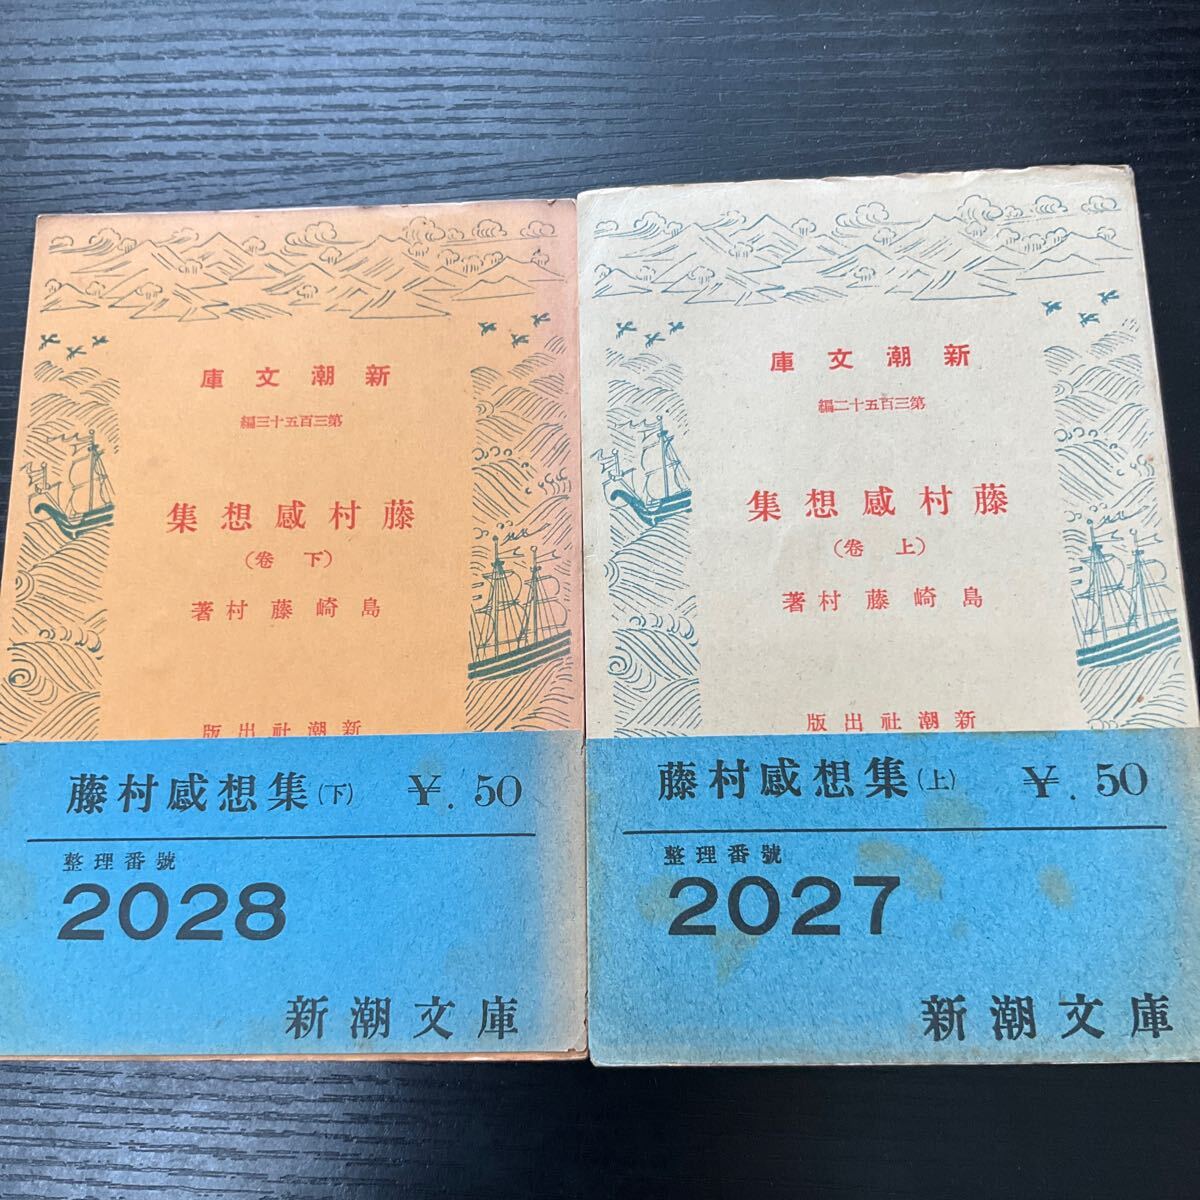 新潮文庫
第三百五十三編
藤村感想集
（下卷）
島崎藤村著
新潮社出版
藤村感想集(下) ¥.50
整理番號
2028
新潮文庫
新潮文庫
第三百五十二編
藤村感想集
（上卷）
島崎藤村著
新潮社出版
藤村感想集(上) ¥.50
整理番號
2027
新潮文庫